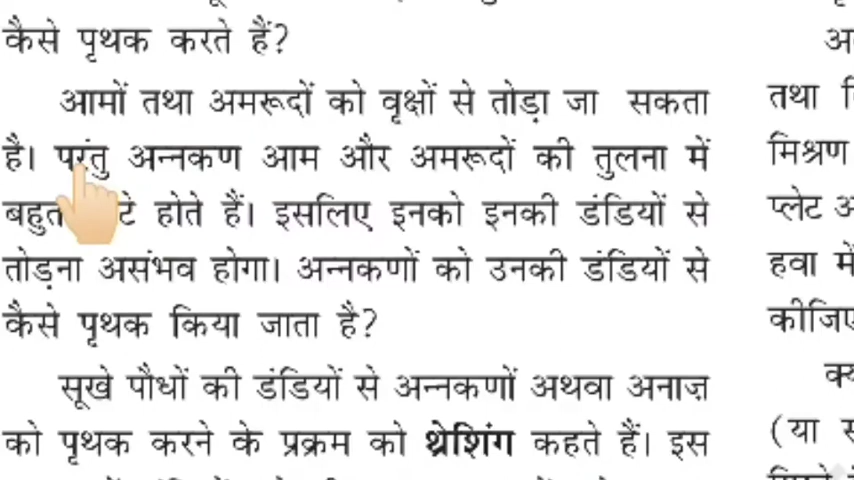 कैसे पृथक करते हैं?
आमों तथा अमरूदों को वृक्षों से तोड़ा जा सकता
है। परंतु अन्नकण आम और अमरूदों की तुलना में
बहुत टे होते हैं। इसलिए इनको इनकी डंडियों से
तोड़ना असंभव होगा। अन्नकणों को उनकी डंडियों से
कैसे पृथक किया जाता है?
सूखे पौधों की डंडियों से अन्नकणों अथवा अनाज़
को पृथक करने के प्रक्रम को थ्रेशिंग कहते हैं। इस
तथा
मिश्रण
प्लेट
हवा में
(या